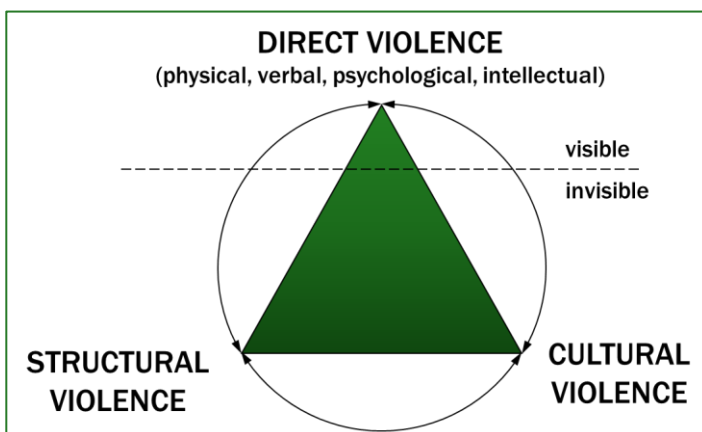 DIRECT VIOLENCE
(physical, verbal, psychological, intellectual)
visible
invisible
STRUCTURAL
VIOLENCE
CULTURAL
VIOLENCE